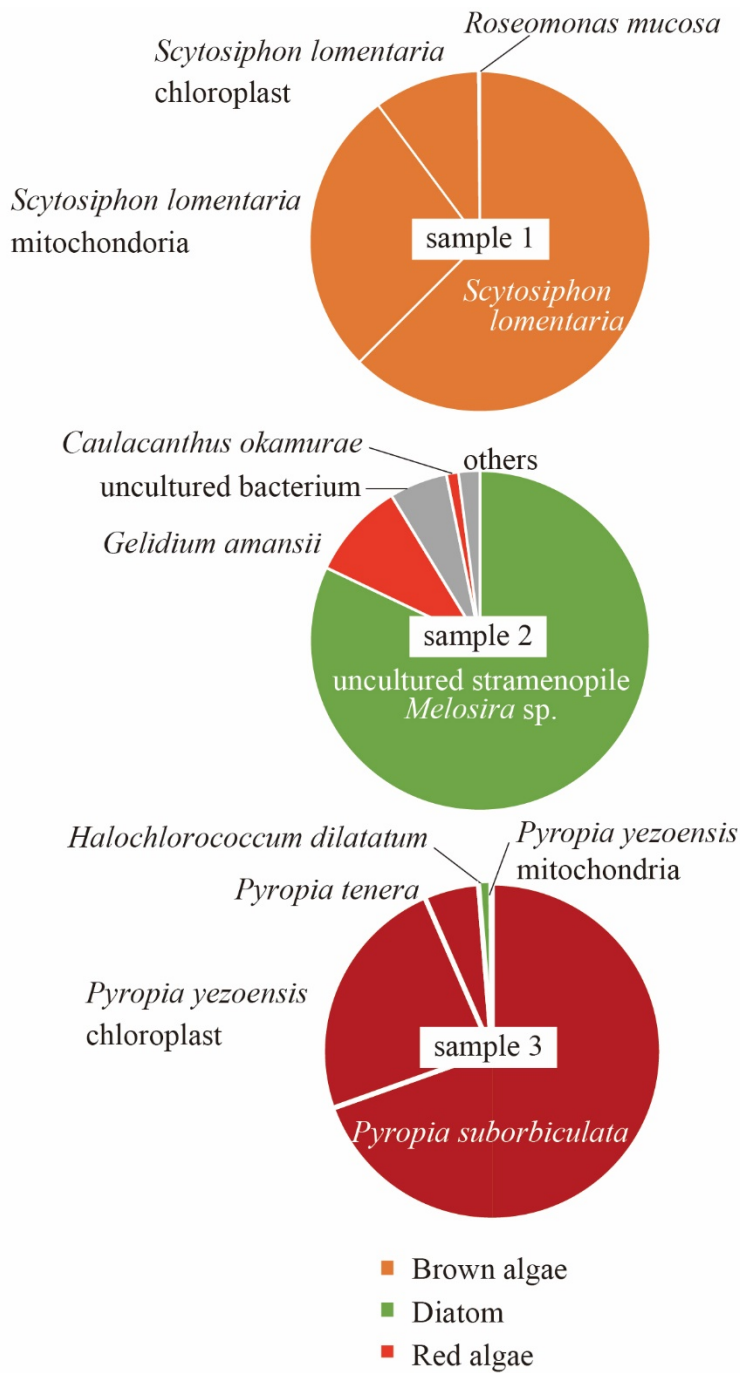 Roseomonas mucosa
Scytosiphon lomentaria
chloroplast
Scytosiphon lomentaria
mitochondoria
sample 1
Scytosiphon
lomentaria
Caulacanthus okamurae
others
uncultured bacterium
Gelidium amansii
sample 2
uncultured stramenopile
Melosira sp.
Halochlorococcum dilatatum
Pyropia yezoensis
mitochondria
Pyropia tenera
Pyropia yezoensis
chloroplast
sample 3
Pyropia suborbiculata
Brown algae
Diatom
Red algae